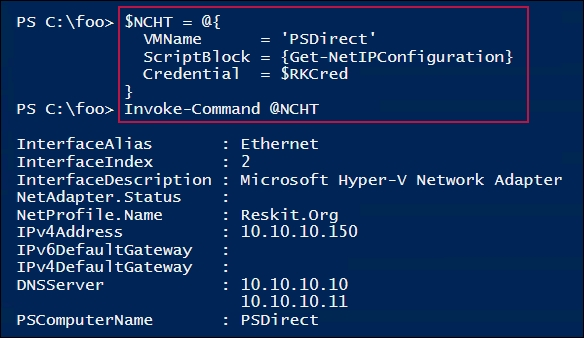 PS C:\foo> $NCHT = @{
  VMName      = 'PSDirect'
  ScriptBlock = {Get-NetIPConfiguration}
  Credential  = $RKCred
}
PS C:\foo> Invoke-Command @NCHT
InterfaceAlias       : Ethernet
InterfaceIndex       : 2
InterfaceDescription : Microsoft Hyper-V Network Adapter
NetAdapter.Status    :
NetProfile.Name      : Reskit.Org
IPv4Address          : 10.10.10.150
IPv6DefaultGateway   :
IPv4DefaultGateway   :
DNSServer            : 10.10.10.10
                       10.10.10.11
PSComputerName       : PSDirect